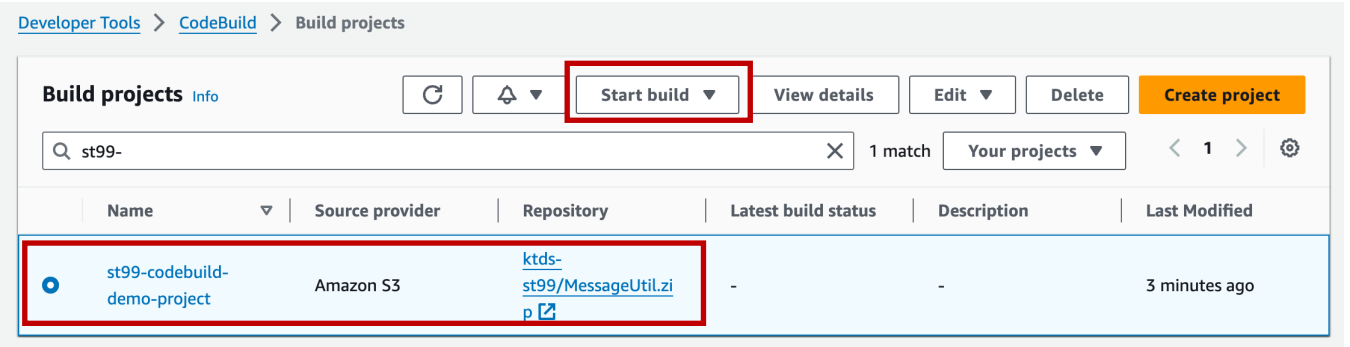 Developer Tools > CodeBuild > Build projects
Build projects Info Start build View details Edit Delete Create project
st99- 1 match Your projects 1
Name Source provider Repository Latest build status Description Last Modified
st99-codebuild-
demo-project
Amazon S3
ktds-
st99/MessageUtil.zi
p
-
-
3 minutes ago